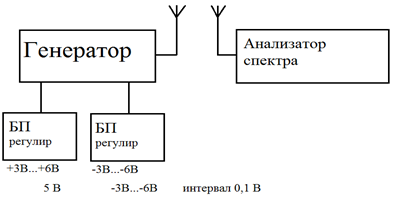 Генератор
Анализатор
спектра
БП
регулир
БП
регулир
+3В...+6В
-3В...-6В
5 В
-3В...-6В
интервал 0,1 В